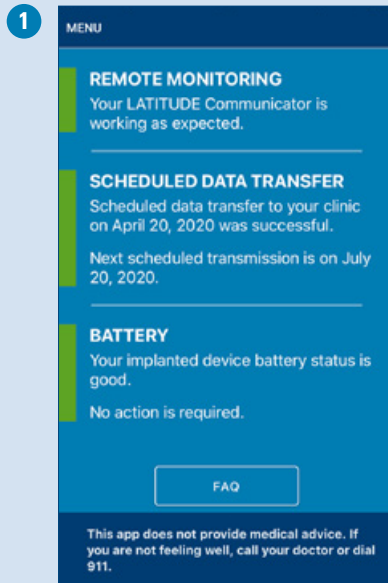 1
MENU
REMOTE MONITORING
Your LATITUDE Communicator is
working as expected.
SCHEDULED DATA TRANSFER
Scheduled data transfer to your clinic
on April 20, 2020 was successful.
Next scheduled transmission is on July
20, 2020.
BATTERY
Your implanted device battery status is
good.
No action is required.
FAQ
This app does not provide medical advice. If
you are not feeling well, call your doctor or dial
911.